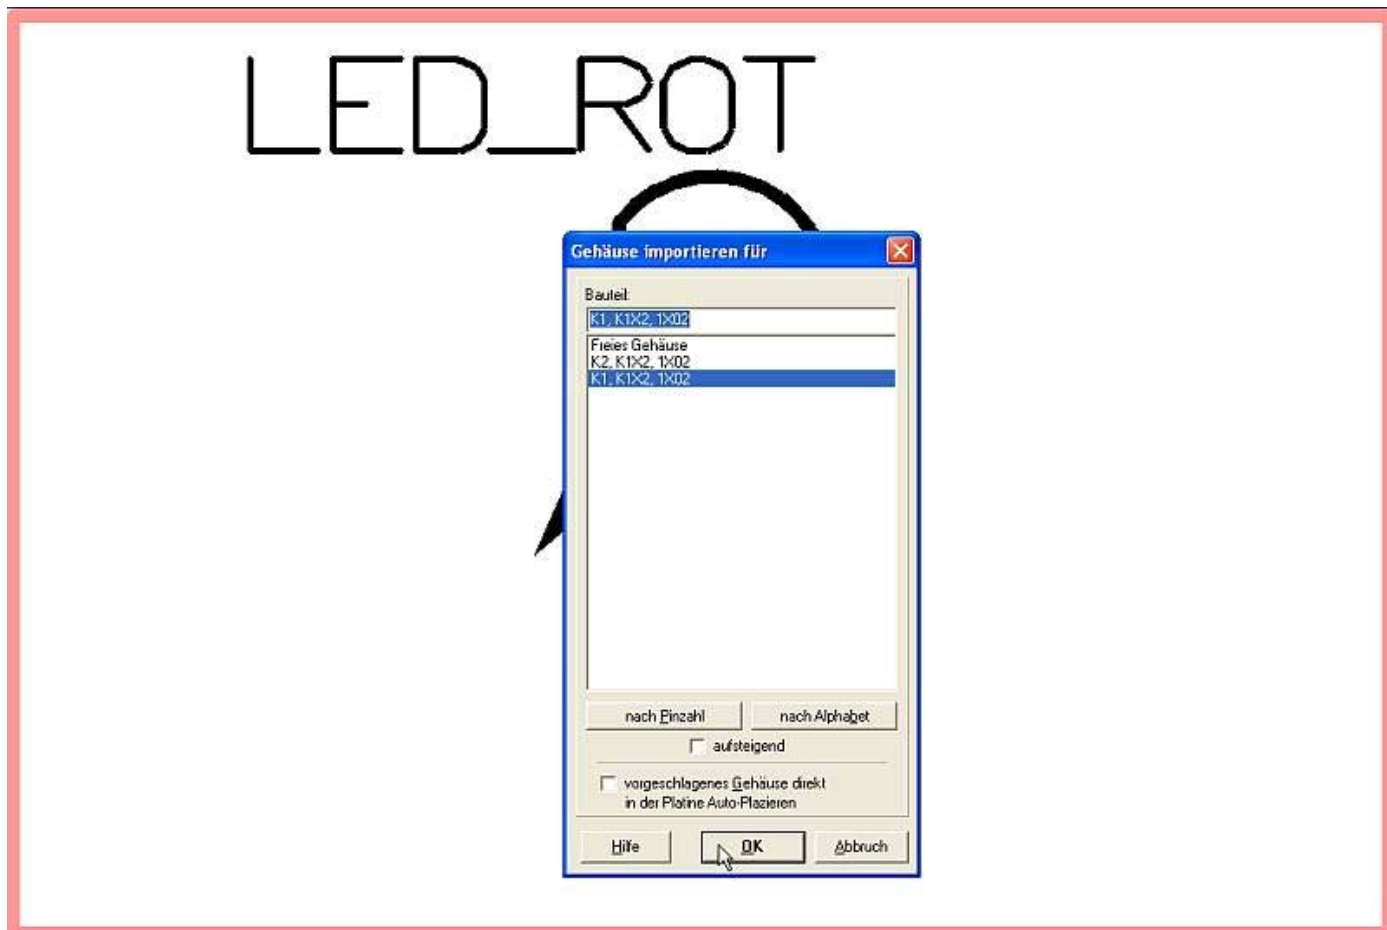 LED_ROT
Gehäuse importieren für
Bauteil:
K1, K1X2, 1X02
Freies Gehäuse
K2, K1X2, 1X02
K1, K1X2, 1X02
nach Pinzahl
nach Alphabet
aufsteigend
vorgeschlagenes Gehäuse direkt
in der Platine Auto-Plazieren
Hilfe
OK
Abbruch